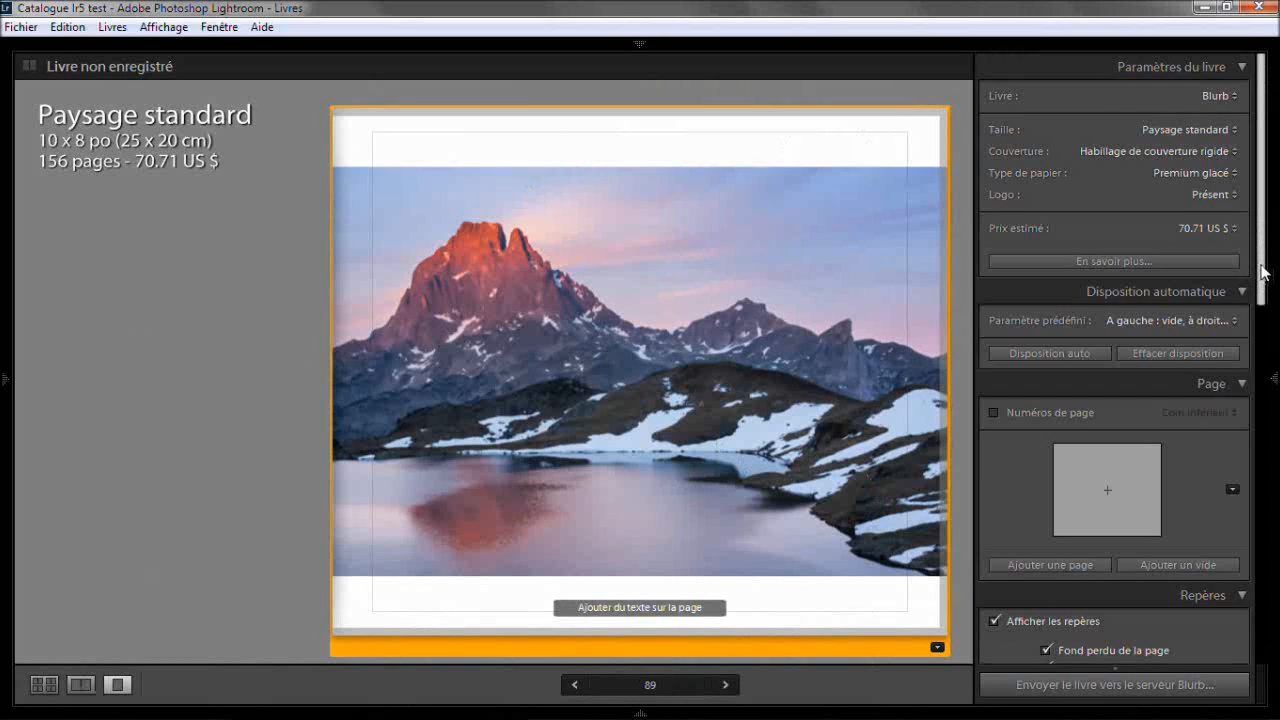 Lr Catalogue lr5 test - Adobe Photoshop Lightroom - Livres
Fichier Edition Livres Affichage Fenêtre Aide
Livre non enregistré
Paysage standard
10 x 8 po (25 x 20 cm)
156 pages - 70.71 US $
Ajouter du texte sur la page
89
Paramètres du livre
Livre : Blurb
Taille : Paysage standard
Couverture : Habillage de couverture rigide
Type de papier : Premium glacé
Logo : Présent
Prix estimé : 70.71 US $
En savoir plus...
Disposition automatique
Paramètre prédéfini : A gauche : vide, à droit...
Disposition auto Effacer disposition
Page
Numéros de page Coin inférieur
Ajouter une page Ajouter un vide
Repères
Afficher les repères
Fond perdu de la page
Envoyer le livre vers le serveur Blurb...